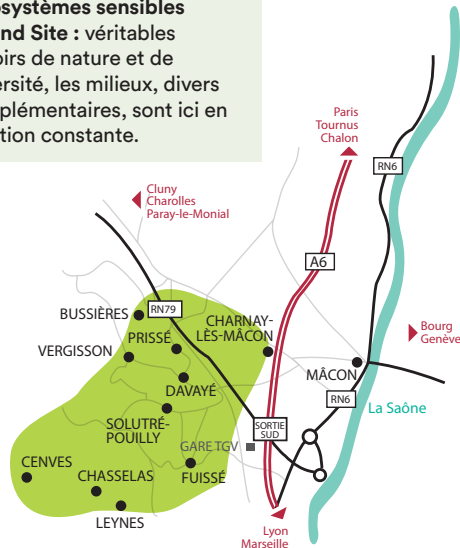 systèmes sensibles
nd Site :
véritables
oirs de nature et de
ersité, les milieux, divers
plémentaires, sont ici en
tion constante.
Paris
Tournus
Chalon
RN6
Cluny
Charolles
Paray-le-Monial
A6
RN79
BUSSIÈRES
PRISSÉ
CHARNAY-
LÈS-MÂCON
Bourg
Genève
VERGISSON
MÂCON
DAVAYÉ
RN6
La Saône
SOLUTRÉ-
POUILLY
SORTIE
SUD
GARE TGV
CENVES
CHASSELAS
FUISSÉ
LEYNES
Lyon
Marseille